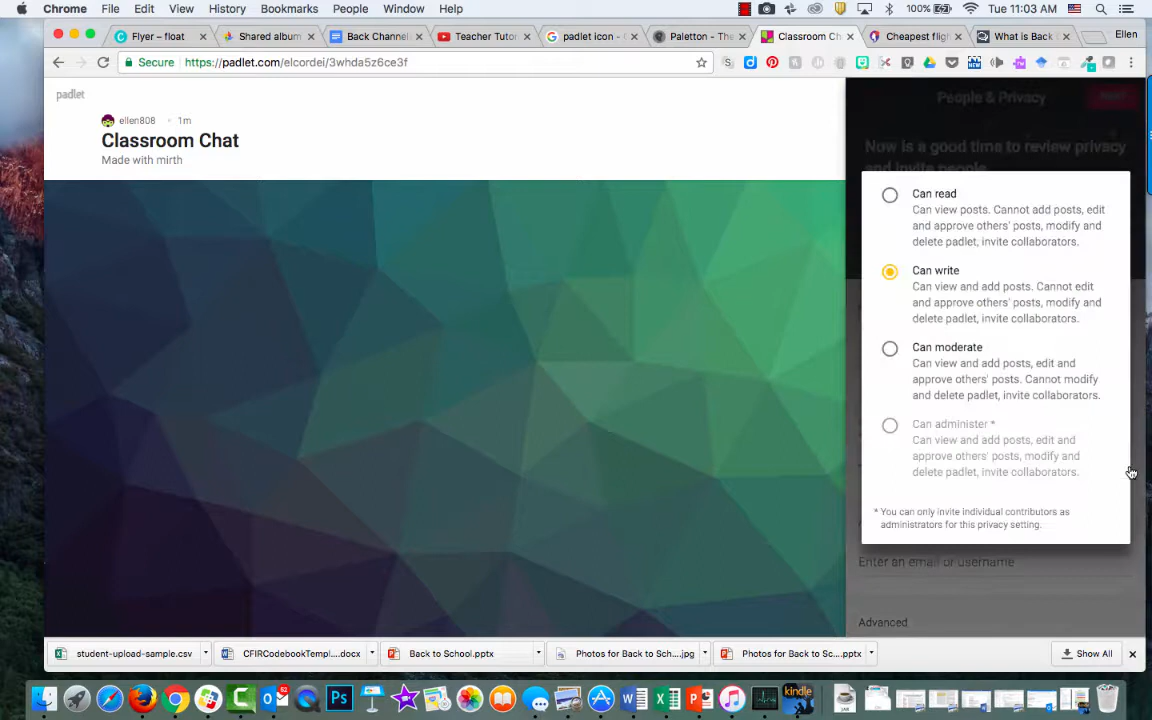 Chrome File Edit View History Bookmarks People Window Help 100% Tue 11:03 AM
Flyer – float Shared album Back Channel Teacher Tutor padlet icon - G Paletton - The Classroom Ch Cheapest fligh What is Back Ellen
Secure https://padlet.com/elcordei/3whda5z6ce3f
padlet
ellen808 • 1m
Classroom Chat
Made with mirth
People & Privacy
Now is a good time to review privacy
and invite people
Can read
Can view posts. Cannot add posts, edit
and approve others' posts, modify and
delete padlet, invite collaborators.
Can write
Can view and add posts. Cannot edit
and approve others' posts, modify and
delete padlet, invite collaborators.
Can moderate
Can view and add posts, edit and
approve others' posts. Cannot modify
and delete padlet, invite collaborators.
Can administer *
Can view and add posts, edit and
approve others' posts, modify and
delete padlet, invite collaborators.
* You can only invite individual contributors as
administrators for this privacy setting.
Enter an email or username
Advanced
student-upload-sample.csv CFIRCodebookTempl....docx Back to School.pptx Photos for Back to Sch....jpg Photos for Back to Sc....pptx Show All
52
Ps
kindle